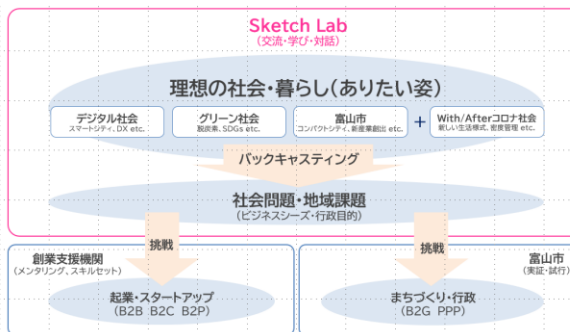 Sketch Lab
(交流・学び・対話)
理想の社会・暮らし(ありたい姿)
デジタル社会
スマートシティ、DX etc.
グリーン社会
脱炭素、SDGs etc.
富山市
コンパクトシティ、新産業創出 etc.
+
With/Afterコロナ社会
新しい生活様式、密度管理 etc.
バックキャスティング
社会問題・地域課題
(ビジネスシーズ・行政目的)
挑戦
挑戦
創業支援機関
(メンタリング、スキルセット)
富山市
(実証・試行)
起業・スタートアップ
(B2B B2C B2P)
まちづくり・行政
(B2G PPP)